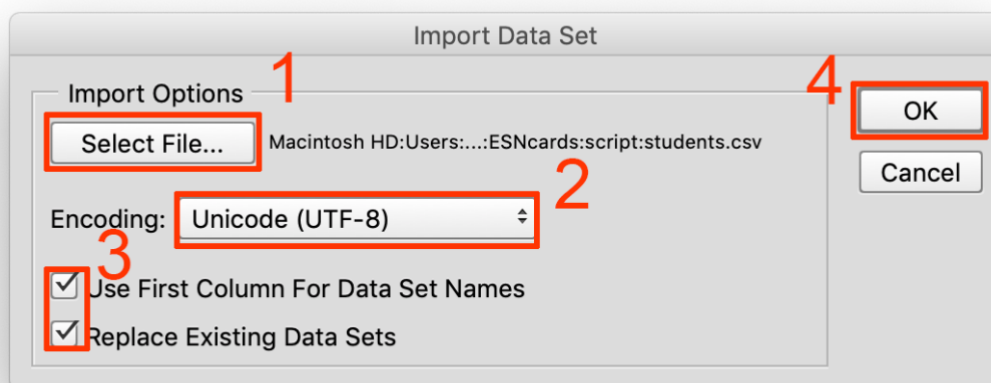 Import Data Set
1
Import Options
4
OK
Select File...
Macintosh HD:Users:...:ESNcards:script:students.csv
Cancel
2
Encoding: Unicode (UTF-8)
3
Use First Column For Data Set Names
Replace Existing Data Sets